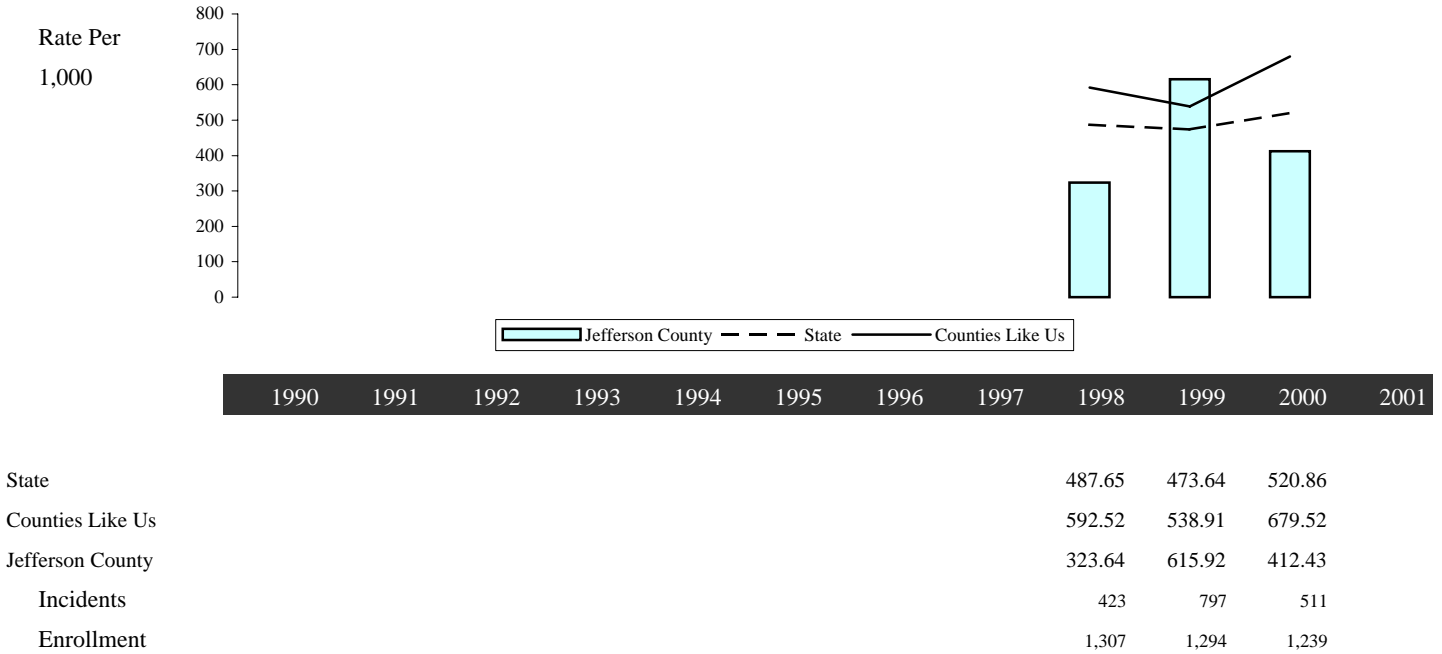 Rate Per
1,000
800
700
600
500
400
300
200
100
0
Jefferson County State Counties Like Us
1990 1991 1992 1993 1994 1995 1996 1997 1998 1999 2000 2001
State 487.65 473.64 520.86
Counties Like Us 592.52 538.91 679.52
Jefferson County 323.64 615.92 412.43
Incidents 423 797 511
Enrollment 1,307 1,294 1,239